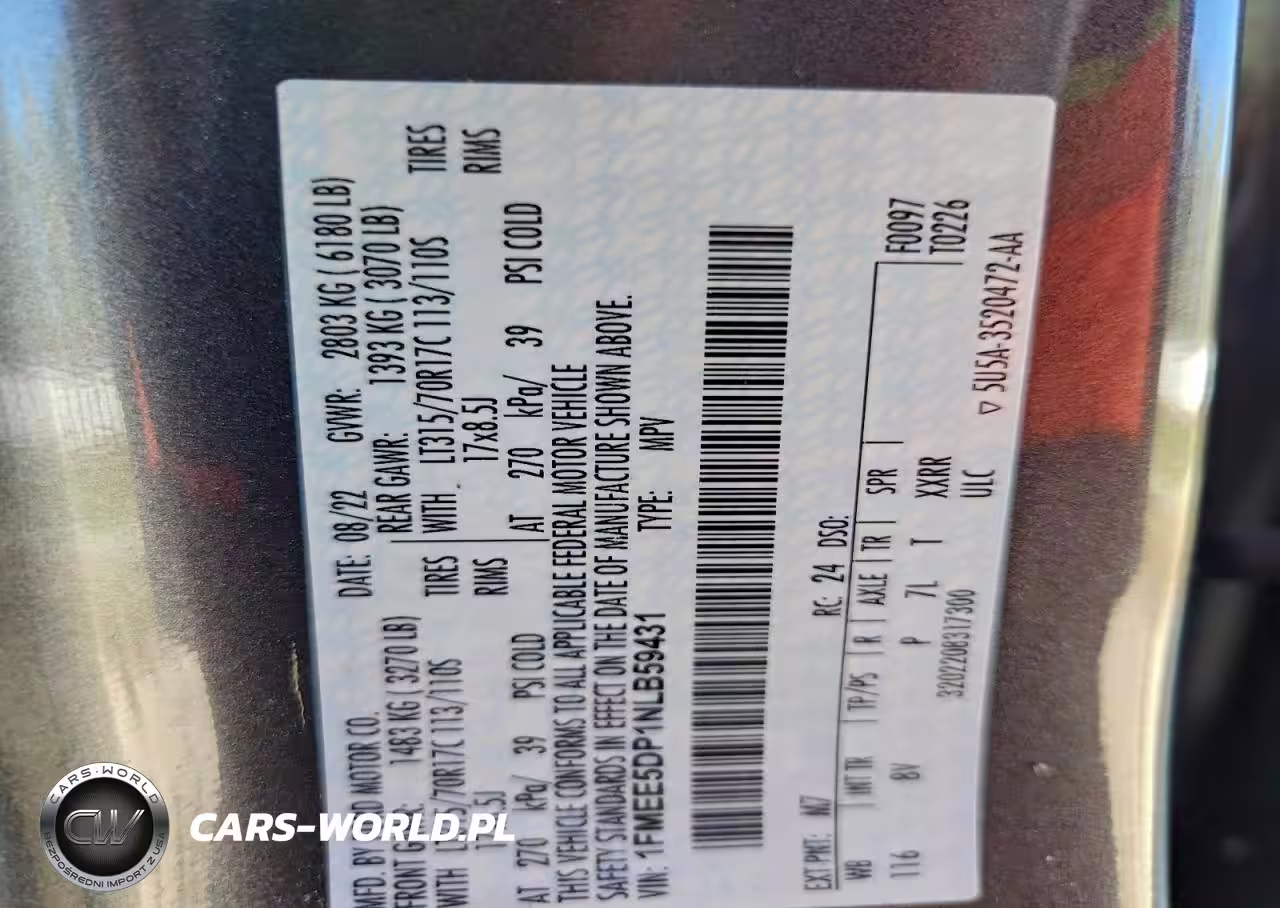 MFD. BY FORD MOTOR CO. DATE: 08/22 GVWR: 2803 KG ( 6180 LB)
FRONT GAWR: 1483 KG ( 3270 LB) REAR GAWR: 1393 KG ( 3070 LB)
WITH LT315/70R17C 113/110S TIRES WITH LT315/70R17C 113/110S TIRES
RIMS 17x8.5J RIMS
AT 270 kPa/ 39 PSI COLD AT 270 kPa/ 39 PSI COLD
THIS VEHICLE CONFORMS TO ALL APPLICABLE FEDERAL MOTOR VEHICLE
SAFETY STANDARDS IN EFFECT ON THE DATE OF MANUFACTURE SHOWN ABOVE.
VIN: 1FMEE5DP1NLB59431 TYPE: MPV
EXT PNT: M7 RC: 24 DSO:
WB INT TR TP/PS R AXLE TR SPR F0097
116 8V P 7L T XXRR T0226
3202208317300 ULC
▽ 5U5A-3520472-AA
CARS-WORLD
CW
BEZPOŚREDNI IMPORT Z USA
CARS-WORLD.PL